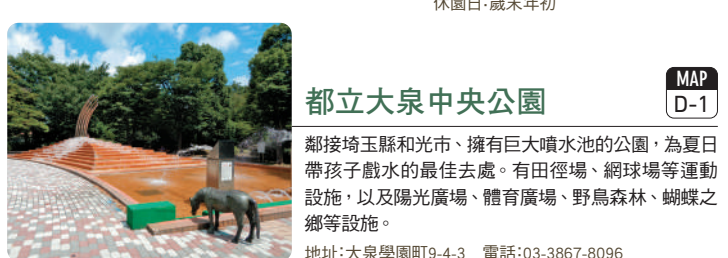 休園日:歲末年初
都立大泉中央公園
MAP
D-1
鄰接埼玉縣和光市、擁有巨大噴水池的公園,為夏日
帶孩子戲水的最佳去處。有田徑場、網球場等運動
設施,以及陽光廣場、體育廣場、野鳥森林、蝴蝶之
鄉等設施。
地址:大泉學園町9-4-3 電話:03-3867-8096